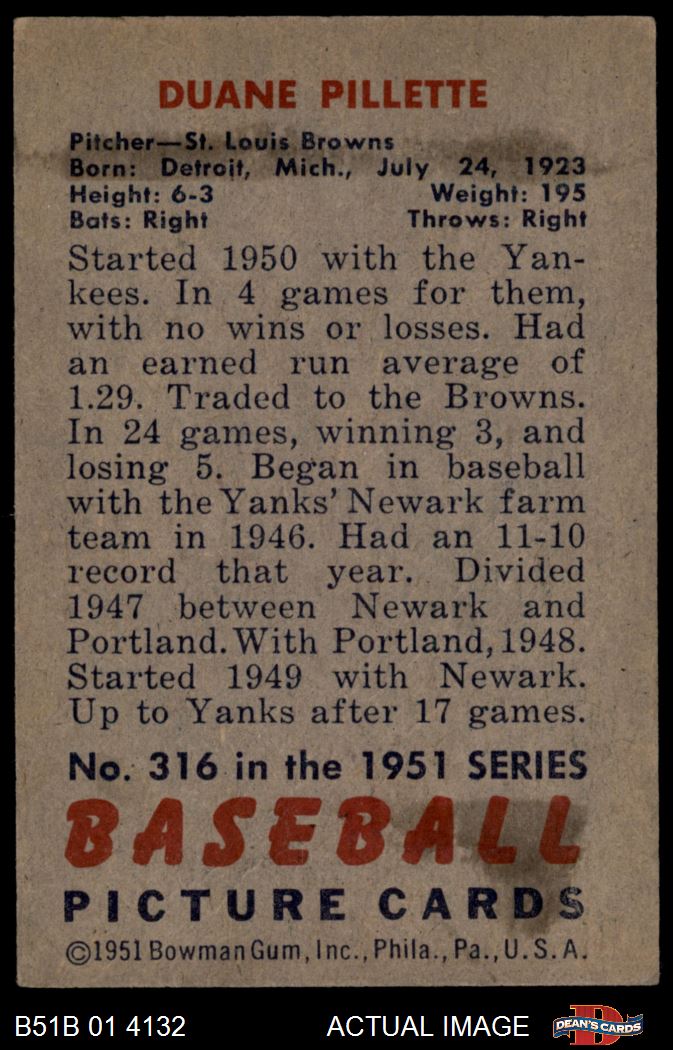 DUANE PILLETTE
Pitcher—St. Louis Browns
Born: Detroit, Mich., July 24, 1923
Height: 6-3 Weight: 195
Bats: Right Throws: Right
Started 1950 with the Yan-
kees. In 4 games for them,
with no wins or losses. Had
an earned run average of
1.29. Traded to the Browns.
In 24 games, winning 3, and
losing 5. Began in baseball
with the Yanks' Newark farm
team in 1946. Had an 11-10
record that year. Divided
1947 between Newark and
Portland. With Portland, 1948.
Started 1949 with Newark.
Up to Yanks after 17 games.
No. 316 in the 1951 SERIES
BASEBALL
PICTURE CARDS
©1951 Bowman Gum, Inc., Phila., Pa., U.S.A.
B51B 01 4132 ACTUAL IMAGE D DEAN'S CARDS